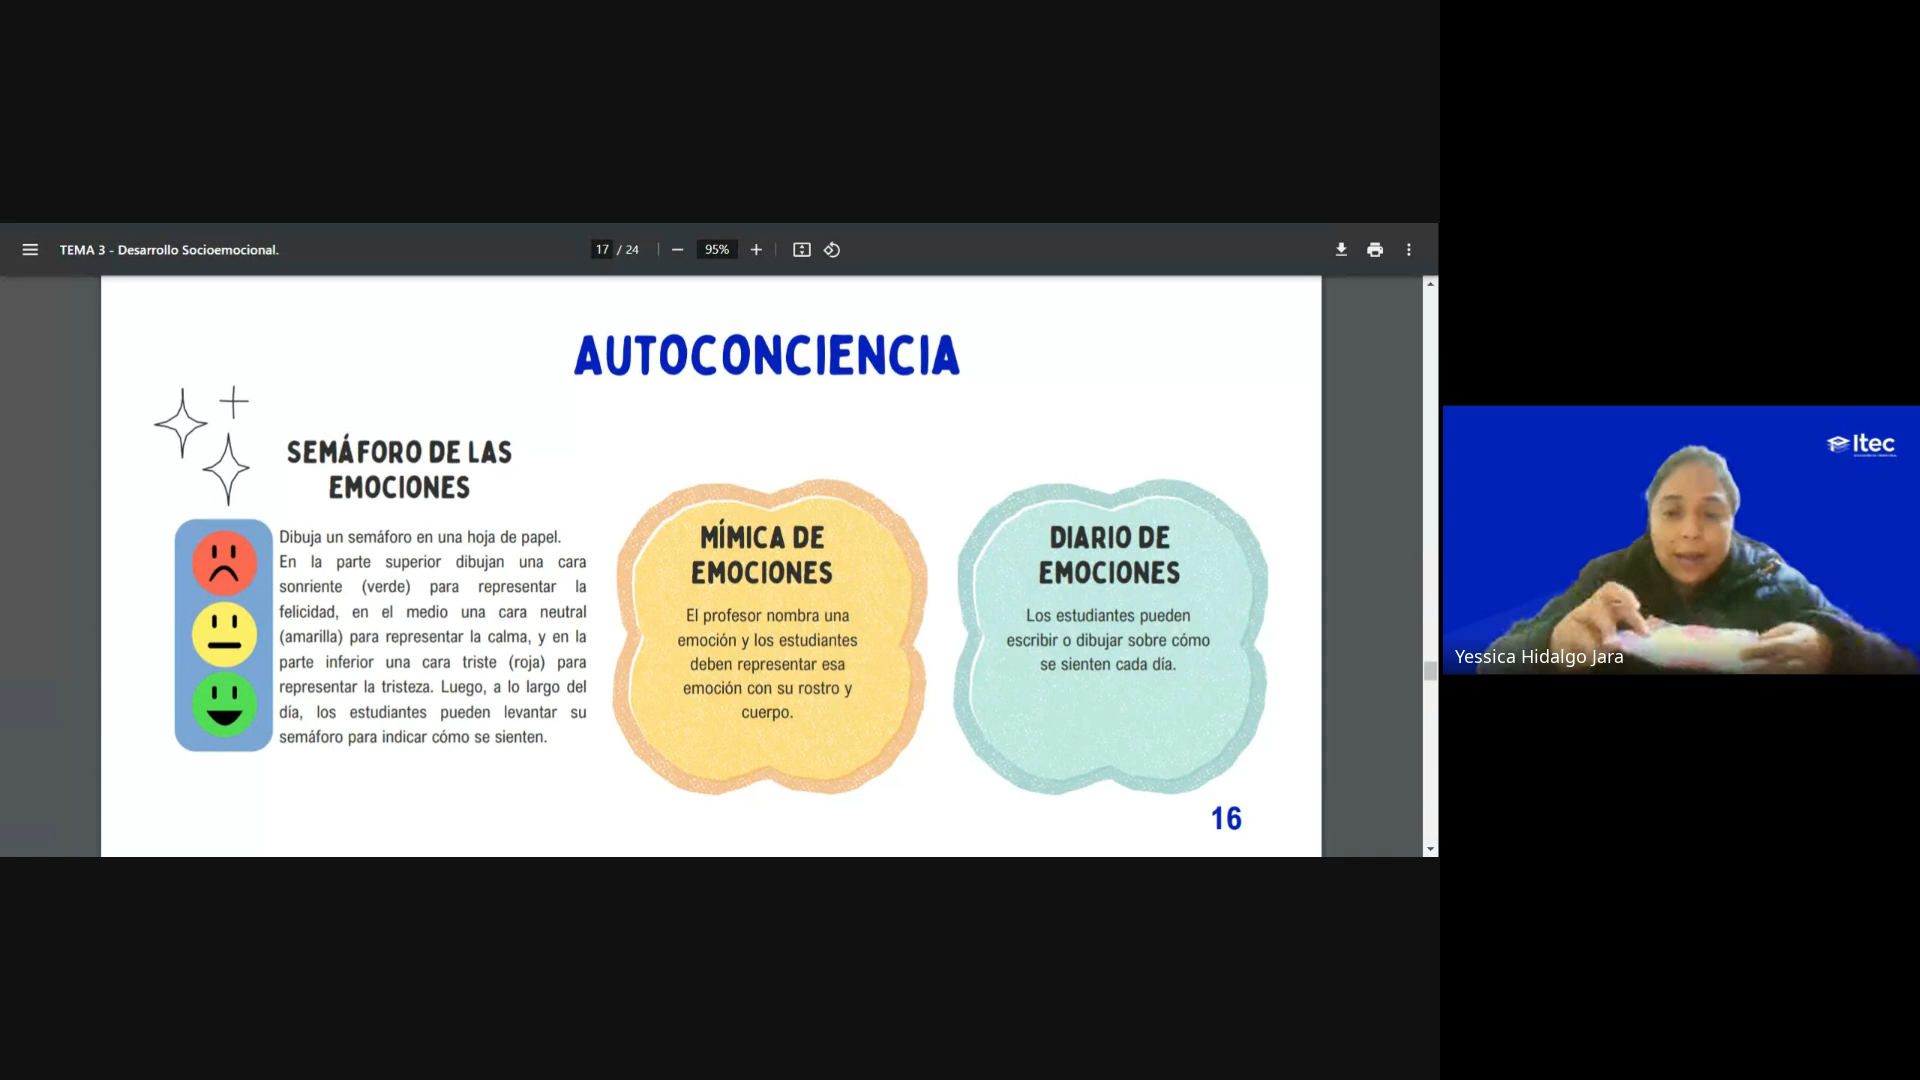 TEMA 3 - Desarrollo Socioemocional.
17 / 24
95%
AUTOCONCIENCIA
SEMÁFORO DE LAS
EMOCIONES
Dibuja un semáforo en una hoja de papel.
En la parte superior dibujan una cara
sonriente (verde) para representar la
felicidad, en el medio una cara neutral
(amarilla) para representar la calma, y en la
parte inferior una cara triste (roja) para
representar la tristeza. Luego, a lo largo del
día, los estudiantes pueden levantar su
semáforo para indicar cómo se sienten.
MÍMICA DE
EMOCIONES
El profesor nombra una
emoción y los estudiantes
deben representar esa
emoción con su rostro y
cuerpo.
DIARIO DE
EMOCIONES
Los estudiantes pueden
escribir o dibujar sobre cómo
se sienten cada día.
16
Itec
Yessica Hidalgo Jara